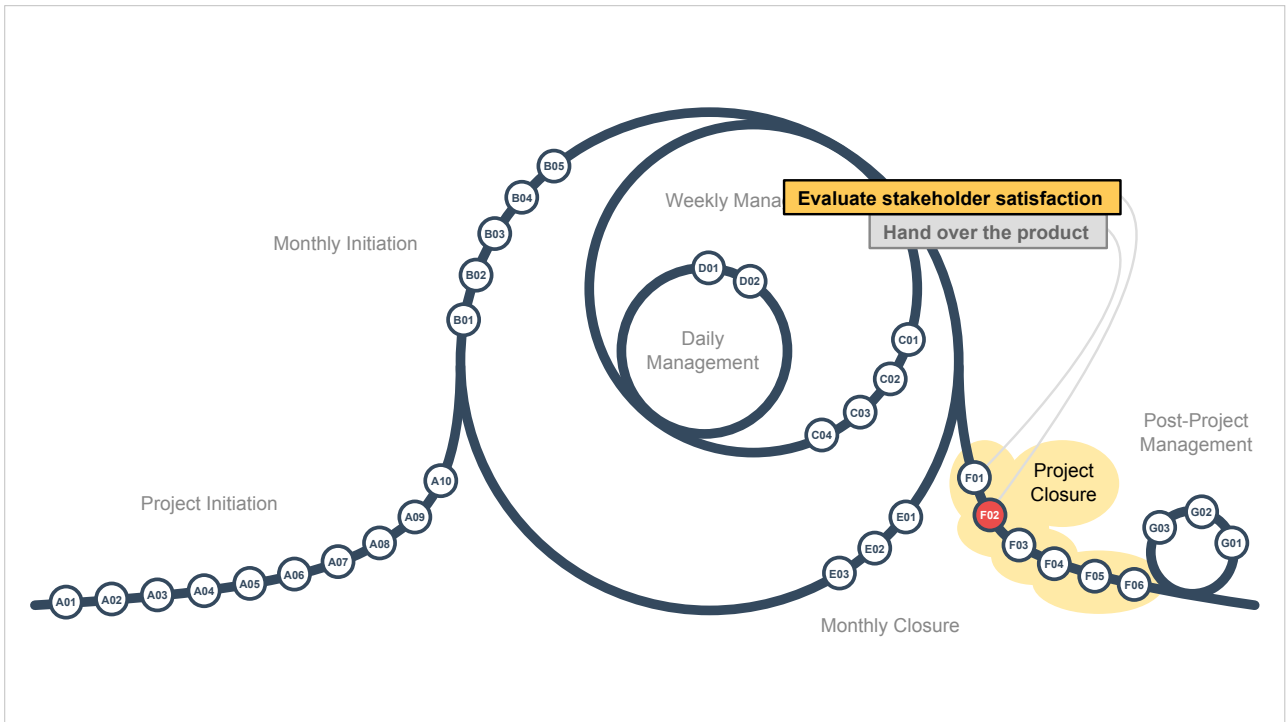 B05
B04
B03
B02
B01
Monthly Initiation
Weekly Mana
Evaluate stakeholder satisfaction
Hand over the product
D01
D02
Daily
Management
C01
C02
C03
C04
Post-Project
Management
Project Initiation
A10
A09
A08
A07
A06
A05
A04
A03
A02
A01
E01
E02
E03
Monthly Closure
F01
Project
Closure
F02
F03
F04
F05
F06
G03
G02
G01